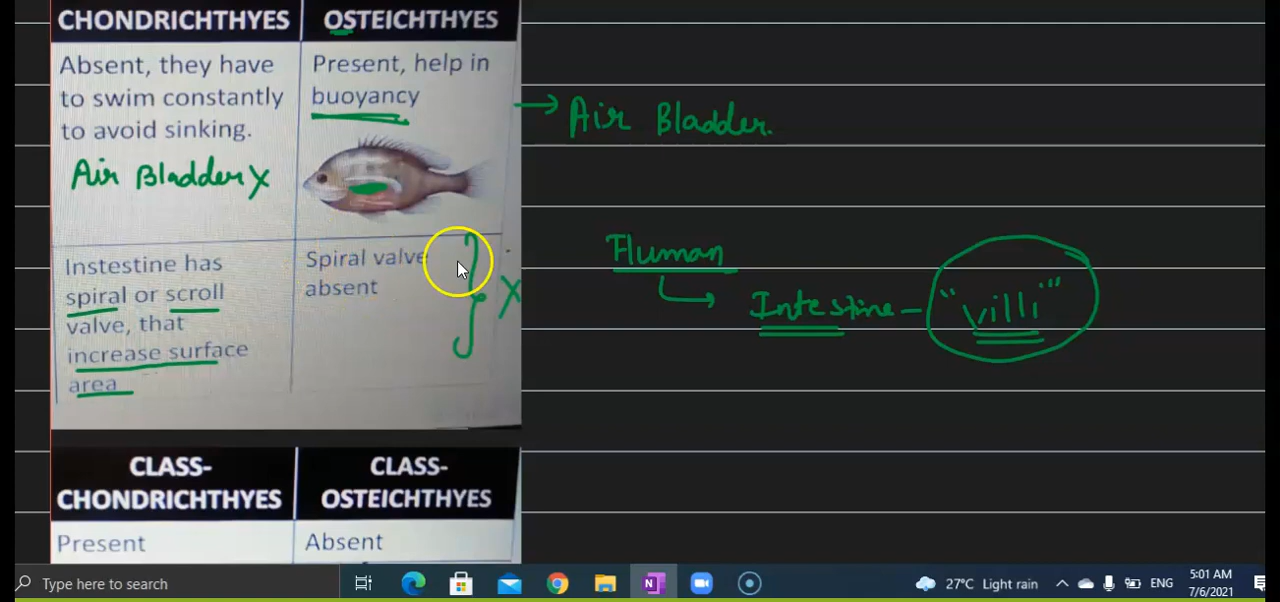 CHONDRICHTHYES
OSTEICHTHYES
Absent, they have
to swim constantly
to avoid sinking.
Air Bladder X
Present, help in
buoyancy
→ Air Bladder.
Instestine has
spiral or scroll
valve, that
increase surface
area
Spiral valve
absent
X
Human
Intestine - "villi"
CLASS-
CHONDRICHTHYES
CLASS-
OSTEICHTHYES
Present
Absent
Type here to search
27°C Light rain
ENG
5:01 AM
7/6/2021